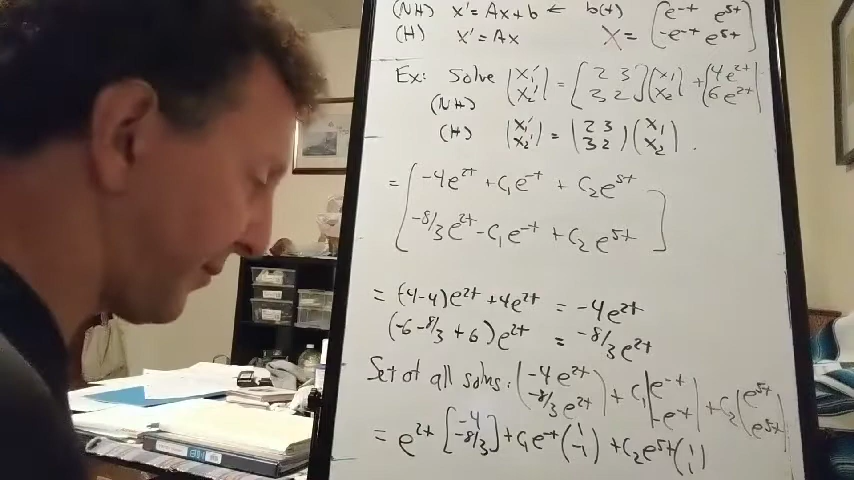 (NH) x' = Ax + b ← b(t) [e^-t e^5t
(H) x' = Ax X = -e^-t e^5t]
Ex: Solve (x₁' x₂') = [2 3 3 2](x₁ x₂) + (4e^2t 6e^2t)
(NH)
(H) (x₁' x₂') = (2 3 3 2)(x₁ x₂).
= [-4e^2t + c₁e^-t + c₂e^5t
-8/3e^2t - c₁e^-t + c₂e^5t]
= (4-4)e^2t + 4e^2t = -4e^2t
(-6 -8/3 + 6)e^2t = -8/3e^2t
Set of all solns: (-4e^2t -8/3e^2t) + c₁(e^-t -e^-t) + c₂(e^5t e^5t)
= e^2t [-4 -8/3] + c₁e^-t (1 -1) + c₂e^5t (1 1)